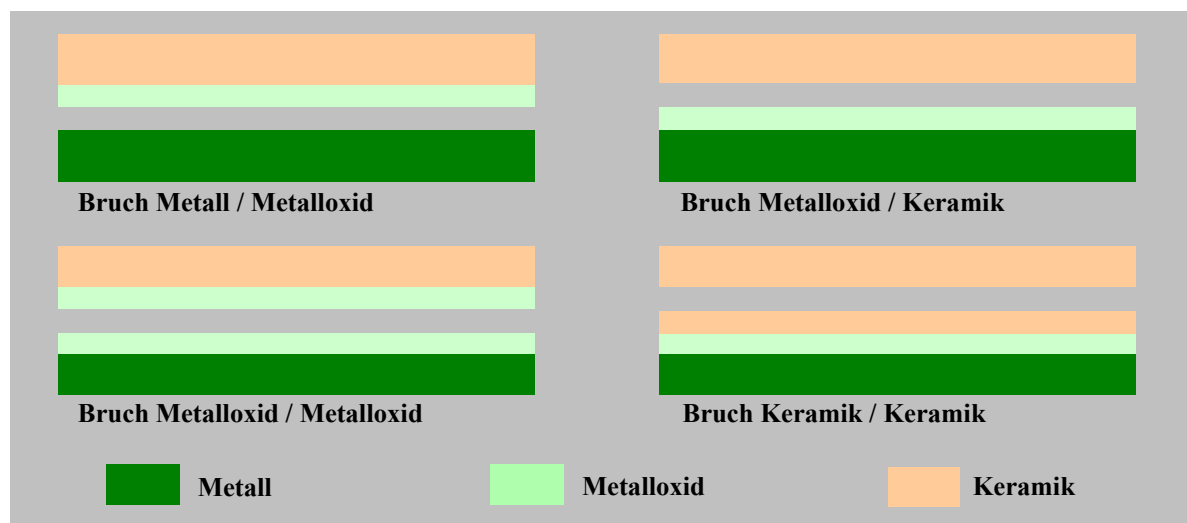 Bruch Metall / Metalloxid
Bruch Metalloxid / Keramik
Bruch Metalloxid / Metalloxid
Bruch Keramik / Keramik
Metall
Metalloxid
Keramik